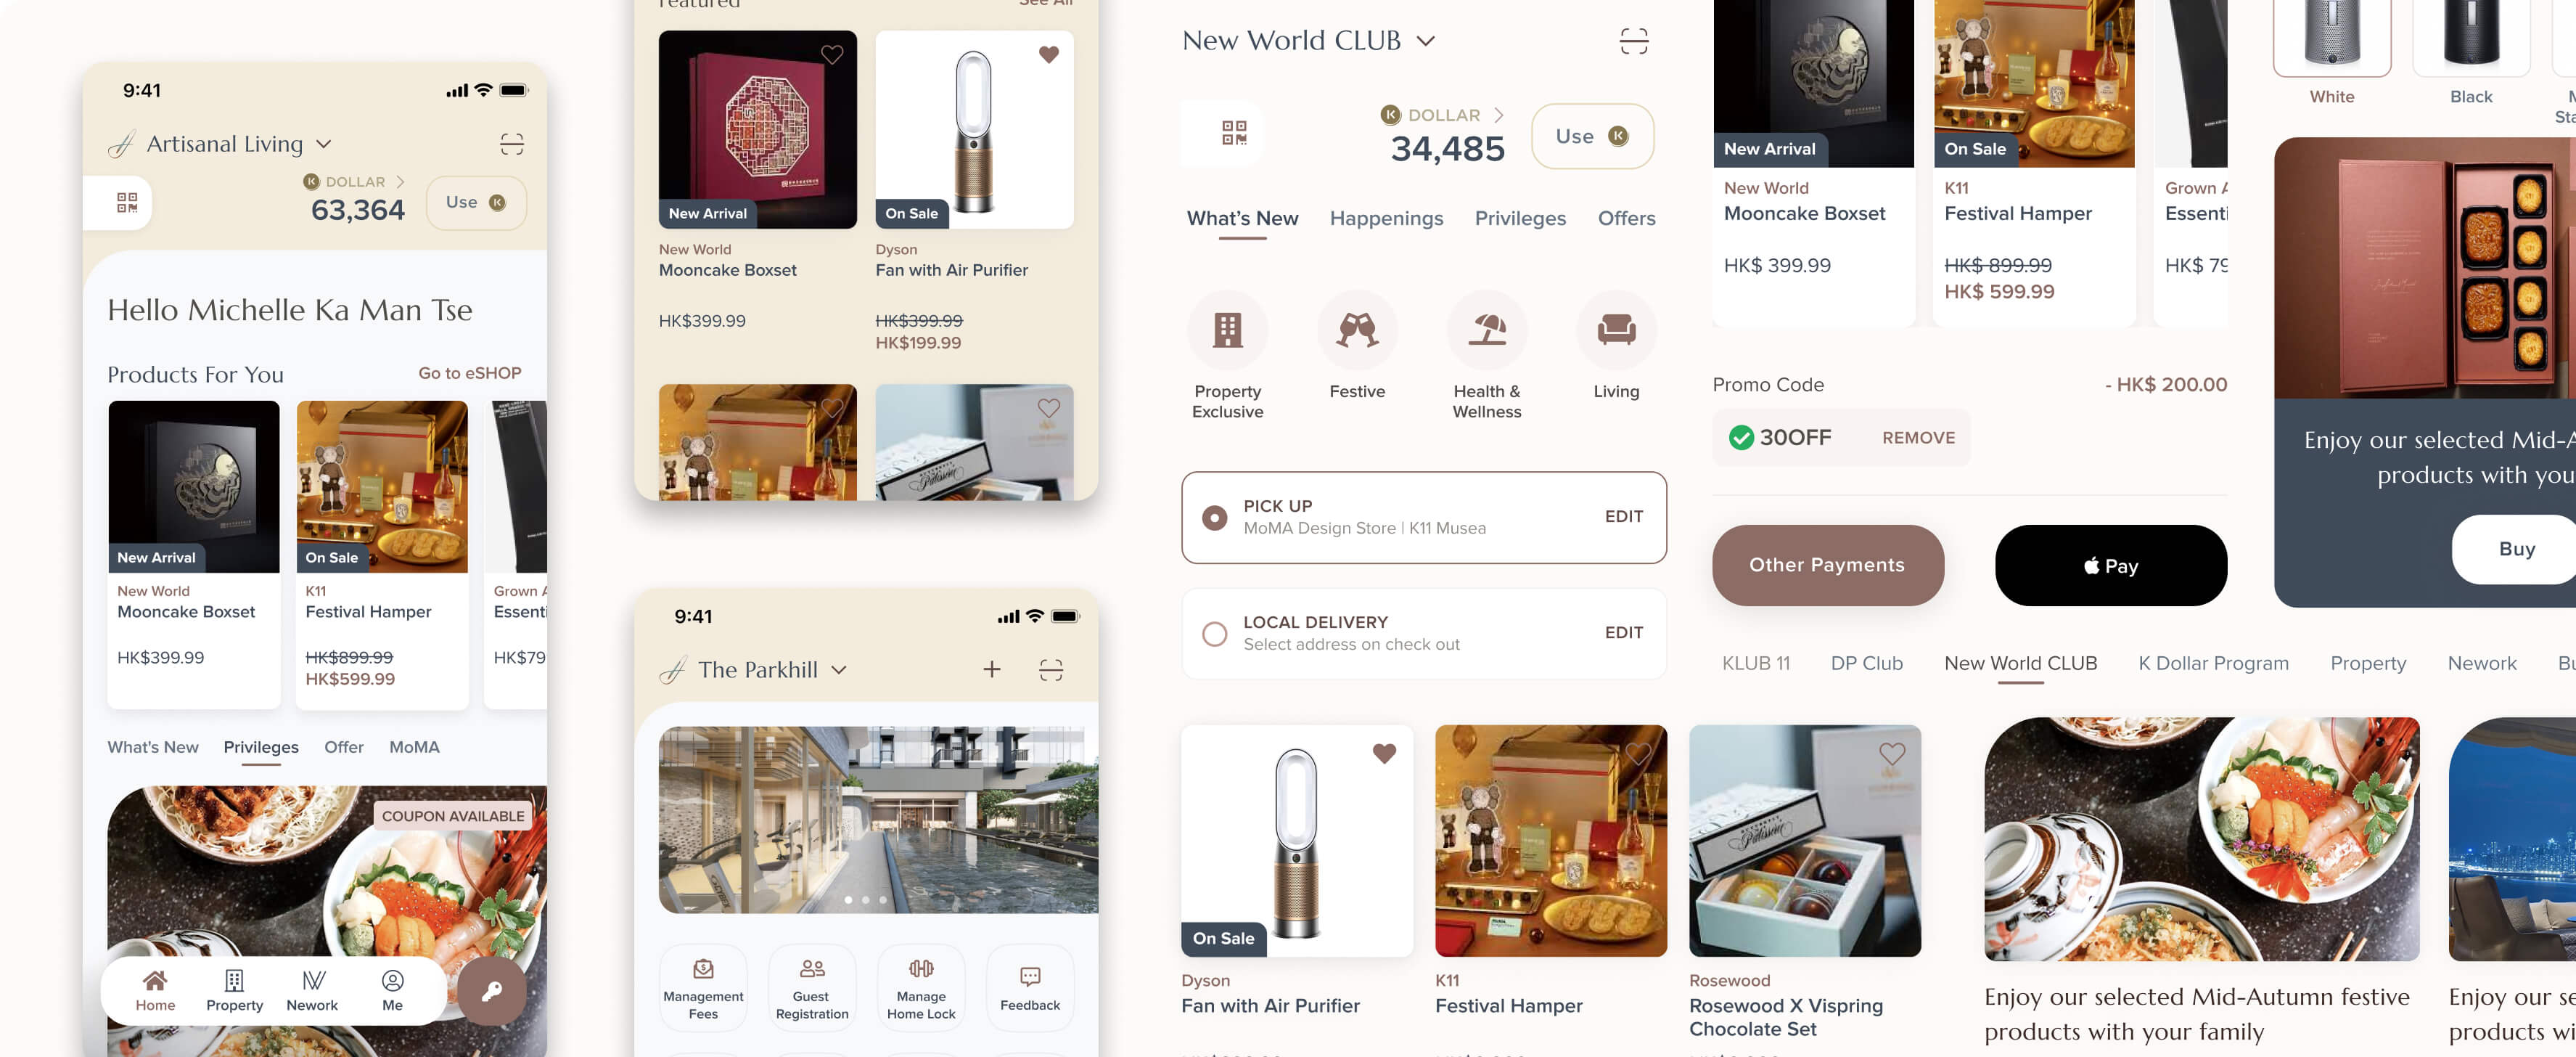 9:41
Artisanal Living
K DOLLAR
63,364
Use K
Hello Michelle Ka Man Tse
Products For You
Go to eSHOP
New Arrival
New World
Mooncake Boxset
HK$399.99
On Sale
K11
Festival Hamper
HK$899.99
HK$599.99
Grown
Essenti
HK$79
What's New
Privileges
Offer
MoMA
COUPON AVAILABLE
Home
Property
Nework
Me
Featured
See All
New Arrival
New World
Mooncake Boxset
HK$399.99
On Sale
Dyson
Fan with Air Purifier
HK$399.99
HK$199.99
9:41
The Parkhill
Management
Fees
Guest
Registration
Manage
Home Lock
Feedback
New World CLUB
K DOLLAR
34,485
Use K
What's New
Happenings
Privileges
Offers
Property
Exclusive
Festive
Health &
Wellness
Living
PICK UP
MoMA Design Store | K11 Musea
EDIT
LOCAL DELIVERY
Select address on check out
EDIT
On Sale
Dyson
Fan with Air Purifier
K11
Festival Hamper
Patisserie
Rosewood
Rosewood X Vispring
Chocolate Set
New Arrival
New World
Mooncake Boxset
HK$ 399.99
On Sale
K11
Festival Hamper
HK$ 899.99
HK$ 599.99
Grown
Essenti
HK$ 79
Promo Code
- HK$ 200.00
30OFF
REMOVE
Other Payments
Pay
KLUB 11
DP Club
New World CLUB
K Dollar Program
Property
Nework
Bu
Enjoy our selected Mid-Autumn festive
products with your family
Enjoy our se
products wi
White
Black
Sta
Enjoy our selected Mid-A
products with you
Buy